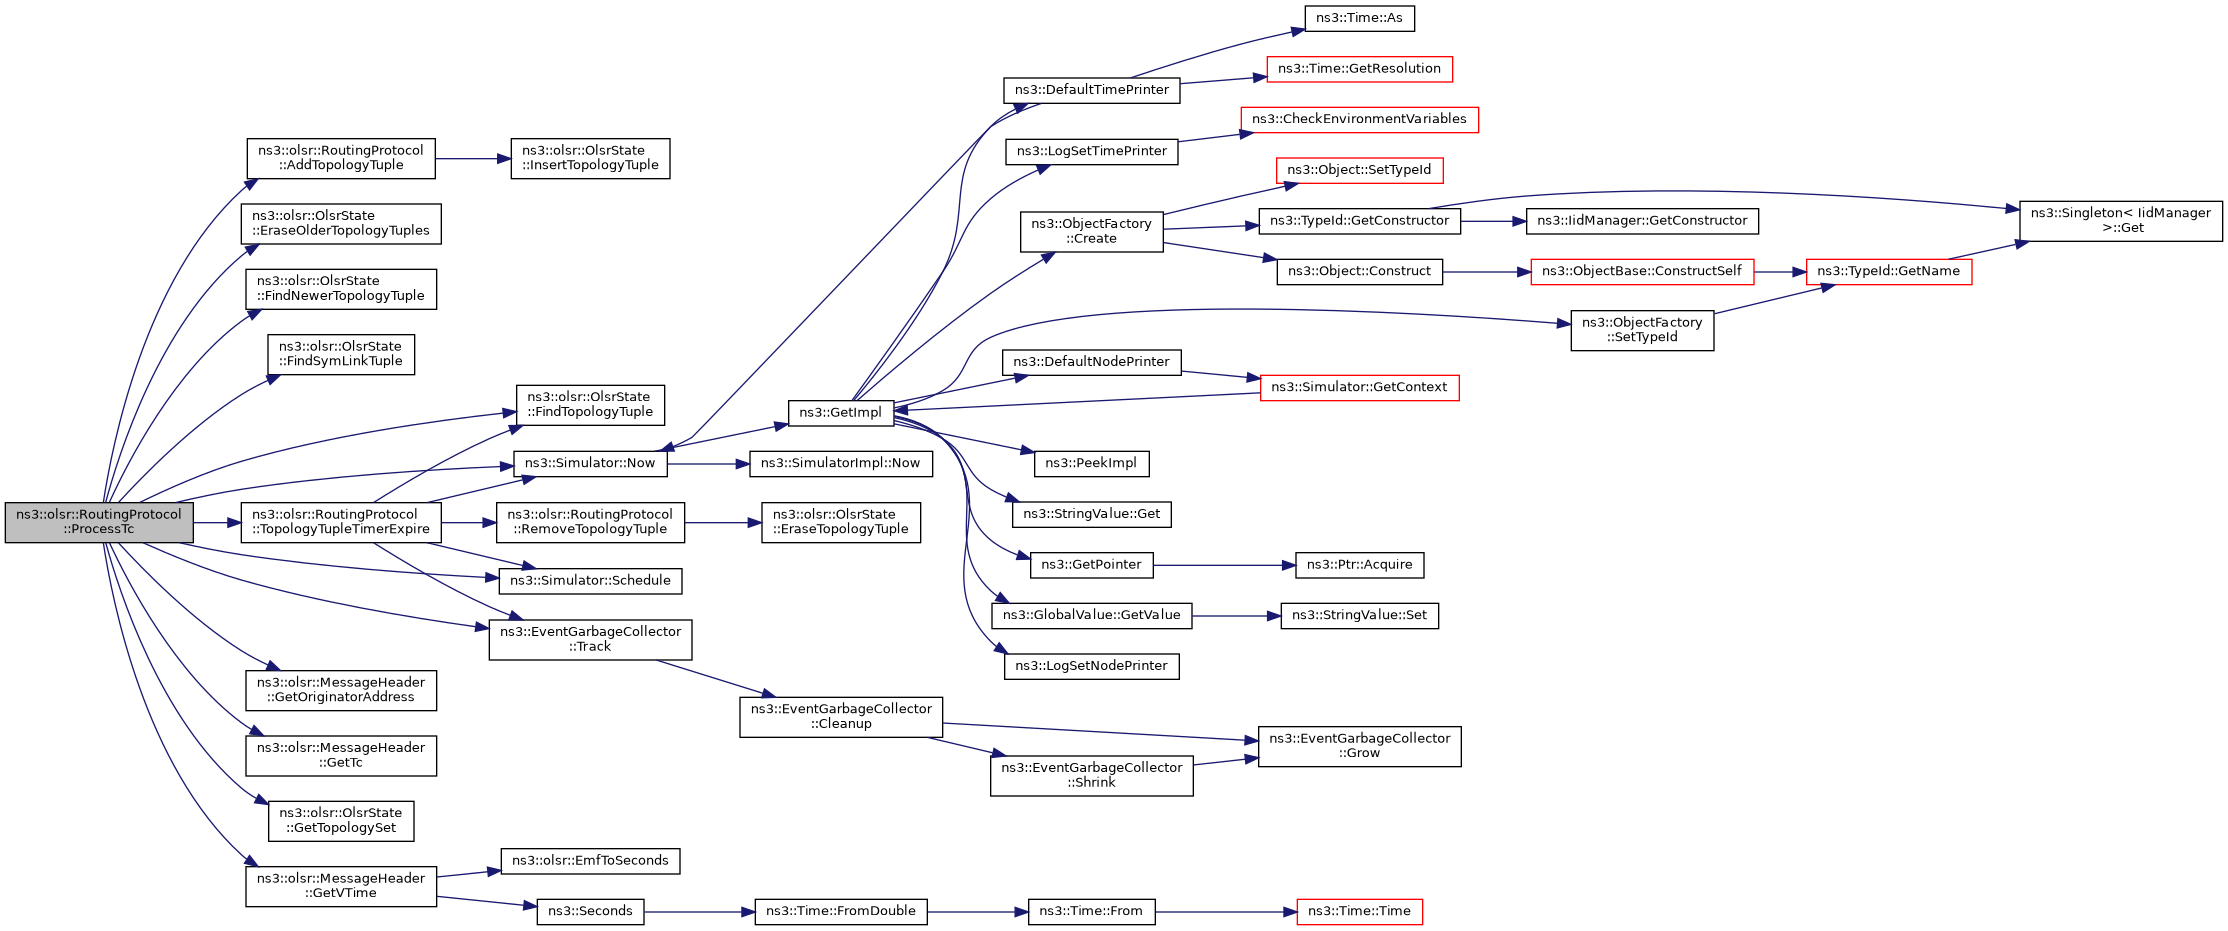 ns3::olsr::RoutingProtocol
::ProcessTc
ns3::olsr::RoutingProtocol
::AddTopologyTuple
ns3::olsr::OlsrState
::InsertTopologyTuple
ns3::olsr::OlsrState
::EraseOlderTopologyTuples
ns3::olsr::OlsrState
::FindNewerTopologyTuple
ns3::olsr::OlsrState
::FindSymLinkTuple
ns3::olsr::OlsrState
::FindTopologyTuple
ns3::Simulator::Now
ns3::olsr::RoutingProtocol
::TopologyTupleTimerExpire
ns3::olsr::RoutingProtocol
::RemoveTopologyTuple
ns3::olsr::OlsrState
::EraseTopologyTuple
ns3::Simulator::Schedule
ns3::EventGarbageCollector
::Track
ns3::olsr::MessageHeader
::GetOriginatorAddress
ns3::olsr::MessageHeader
::GetTc
ns3::olsr::OlsrState
::GetTopologySet
ns3::olsr::MessageHeader
::GetVTime
ns3::olsr::EmfToSeconds
ns3::Seconds
ns3::Time::FromDouble
ns3::Time::From
ns3::Time::Time
ns3::EventGarbageCollector
::Cleanup
ns3::EventGarbageCollector
::Shrink
ns3::EventGarbageCollector
::Grow
ns3::GetImpl
ns3::SimulatorImpl::Now
ns3::DefaultTimePrinter
ns3::Time::As
ns3::Time::GetResolution
ns3::LogSetTimePrinter
ns3::CheckEnvironmentVariables
ns3::ObjectFactory
::Create
ns3::Object::SetTypeId
ns3::TypeId::GetConstructor
ns3::IidManager::GetConstructor
ns3::Singleton< IidManager
>::Get
ns3::Object::Construct
ns3::ObjectBase::ConstructSelf
ns3::TypeId::GetName
ns3::ObjectFactory
::SetTypeId
ns3::DefaultNodePrinter
ns3::Simulator::GetContext
ns3::PeekImpl
ns3::StringValue::Get
ns3::GetPointer
ns3::Ptr::Acquire
ns3::GlobalValue::GetValue
ns3::StringValue::Set
ns3::LogSetNodePrinter